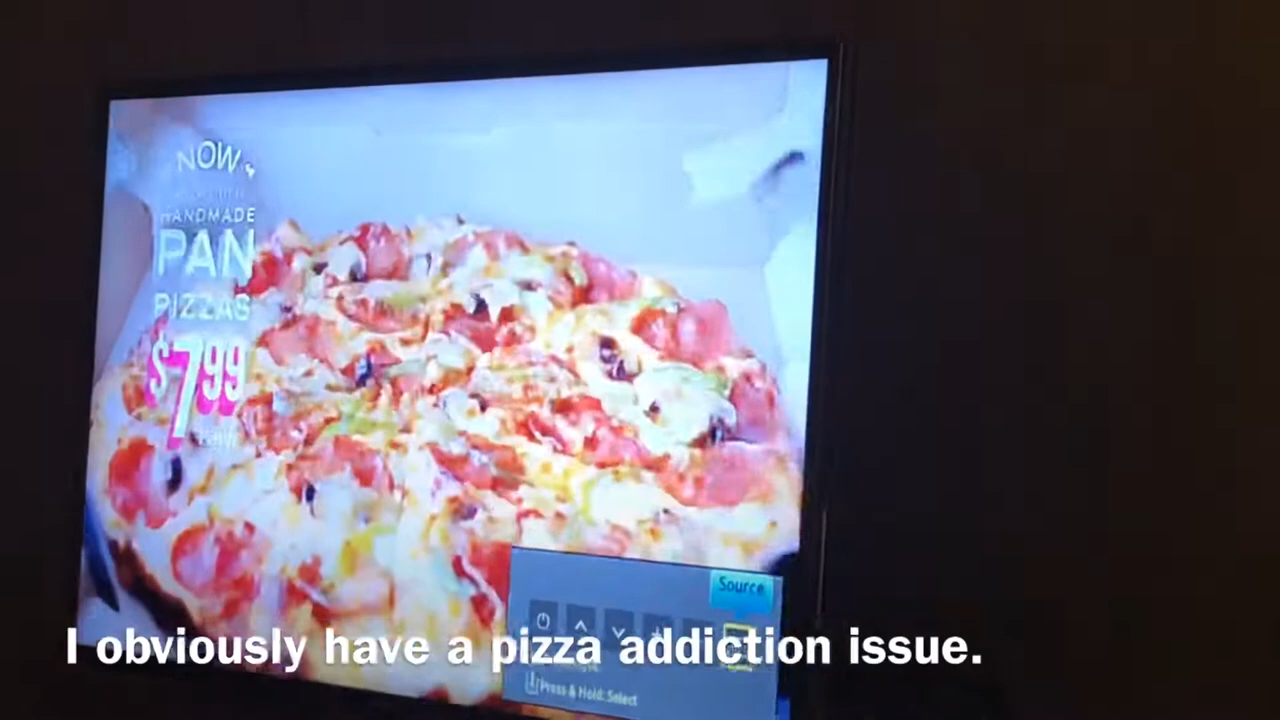 NOW
HANDMADE
PAN
PIZZAS
$7.99
Source
I obviously have a pizza addiction issue.
Press & Hold: Select